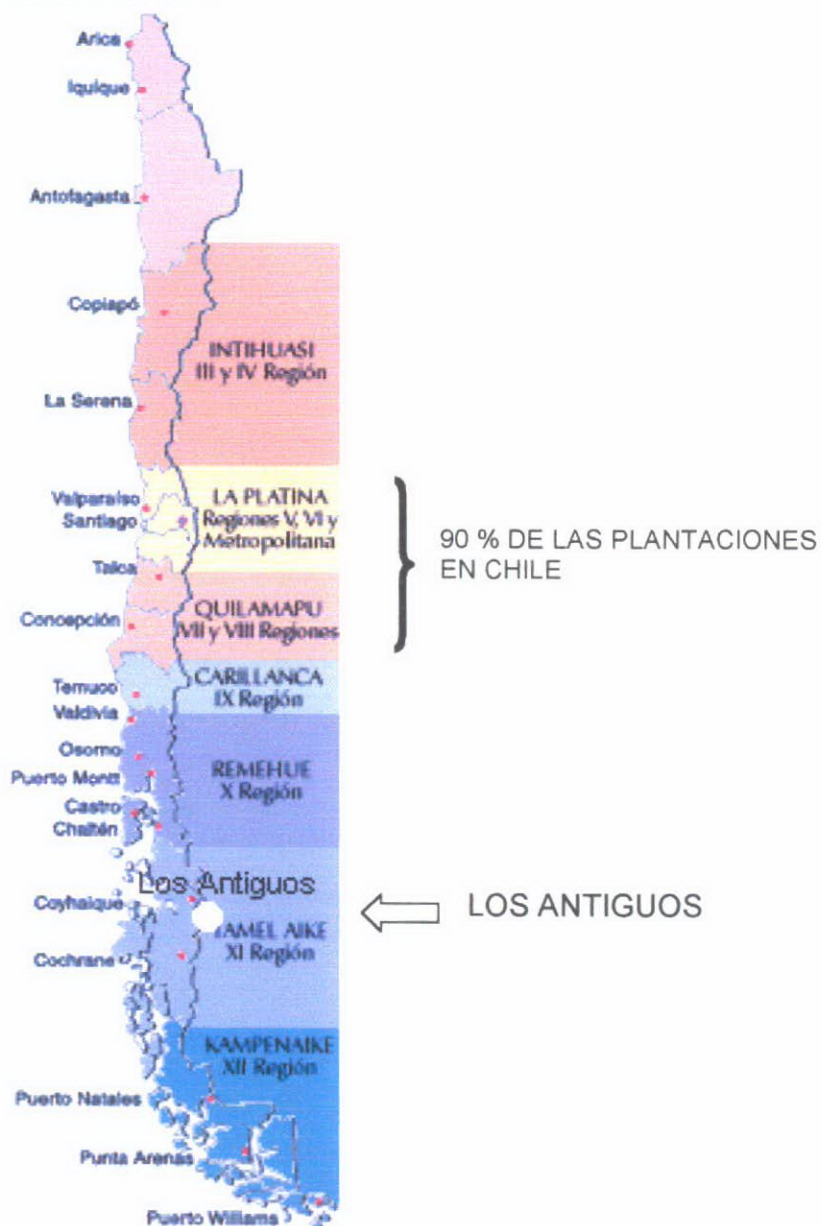 Arica
Iquique
Antofagasta
Copiapó
INTIHUASI
III y IV Región
La Serena
Valparaíso
Santiago
LA PLATINA
Regiones V, VI y
Metropolitana
90 % DE LAS PLANTACIONES
EN CHILE
Talca
Concepción
QUILAMAPU
VII y VIII Regiones
CARILLANCA
IX Región
Temuco
Valdivia
Osorno
Puerto Montt
REMEHUE
X Región
Castro
Chaitén
Los Antiguos
Coyhaique
LOS ANTIGUOS
TAMEL AIKE
XI Región
Cochrane
KAMPENAIKE
XII Región
Puerto Natales
Punta Arenas
Puerto Williams